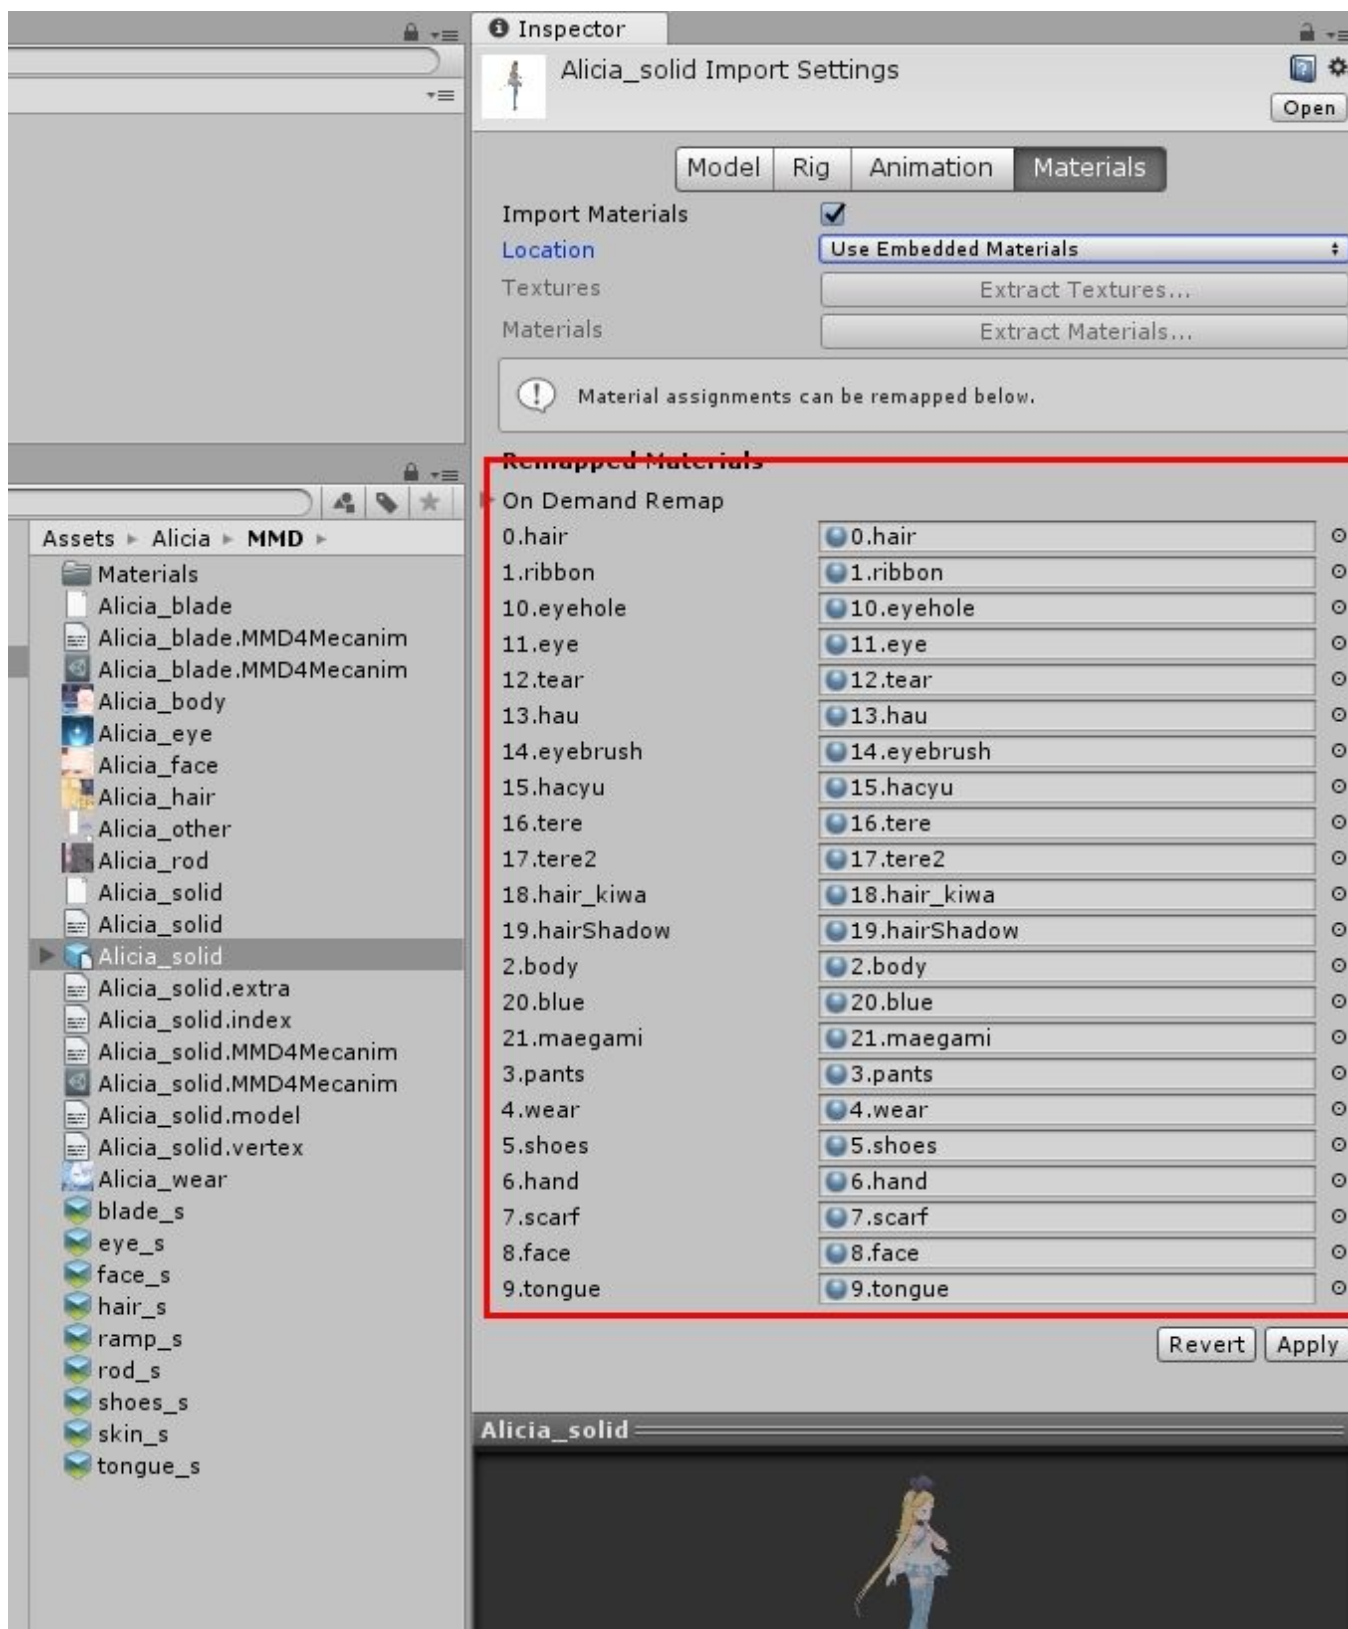 Inspector
Alicia_solid Import Settings
Open
Model Rig Animation Materials
Import Materials
Location Use Embedded Materials
Textures Extract Textures...
Materials Extract Materials...
Material assignments can be remapped below.
Remapped Materials
On Demand Remap
0.hair 0.hair
1.ribbon 1.ribbon
10.eyehole 10.eyehole
11.eye 11.eye
12.tear 12.tear
13.hau 13.hau
14.eyebrush 14.eyebrush
15.hacyu 15.hacyu
16.tere 16.tere
17.tere2 17.tere2
18.hair_kiwa 18.hair_kiwa
19.hairShadow 19.hairShadow
2.body 2.body
20.blue 20.blue
21.maegami 21.maegami
3.pants 3.pants
4.wear 4.wear
5.shoes 5.shoes
6.hand 6.hand
7.scarf 7.scarf
8.face 8.face
9.tongue 9.tongue
Revert Apply
Alicia_solid
Assets Alicia MMD
Materials
Alicia_blade
Alicia_blade.MMD4Mecanim
Alicia_blade.MMD4Mecanim
Alicia_body
Alicia_eye
Alicia_face
Alicia_hair
Alicia_other
Alicia_rod
Alicia_solid
Alicia_solid
Alicia_solid
Alicia_solid.extra
Alicia_solid.index
Alicia_solid.MMD4Mecanim
Alicia_solid.MMD4Mecanim
Alicia_solid.model
Alicia_solid.vertex
Alicia_wear
blade_s
eye_s
face_s
hair_s
ramp_s
rod_s
shoes_s
skin_s
tongue_s